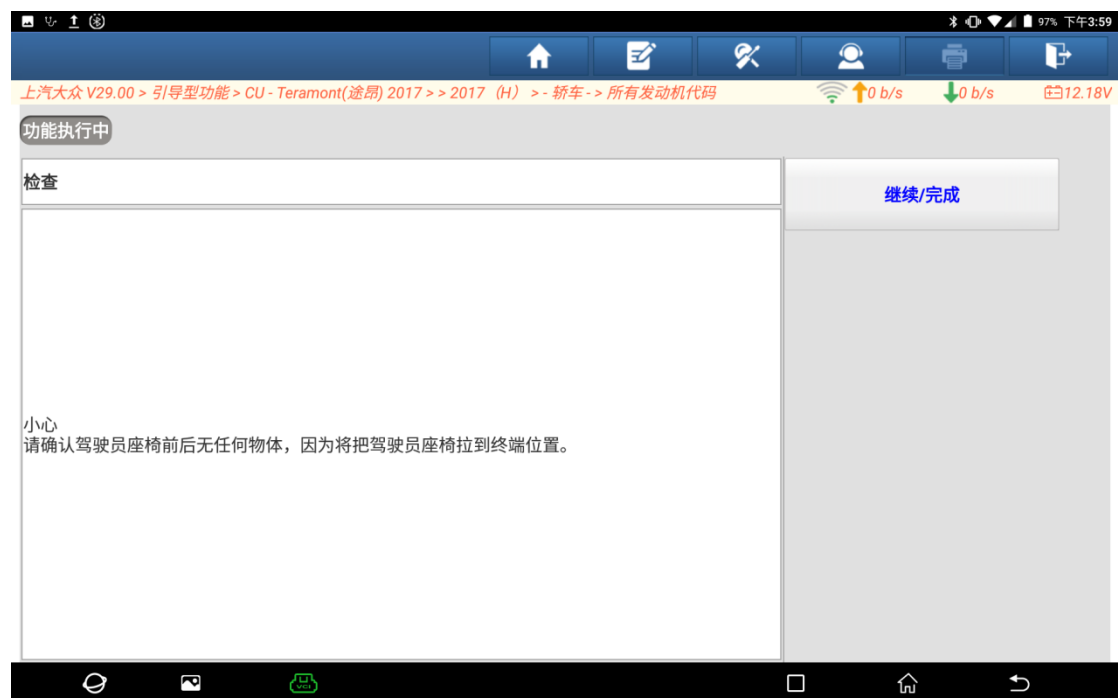 97% 下午3:59
上汽大众 V29.00 > 引导型功能 > CU - Teramont(途昂) 2017 > > 2017（H） > - 轿车 - > 所有发动机代码 0 b/s 0 b/s 12.18V
功能执行中
检查
继续/完成
小心
请确认驾驶员座椅前后无任何物体，因为将把驾驶员座椅拉到终端位置。
VCI